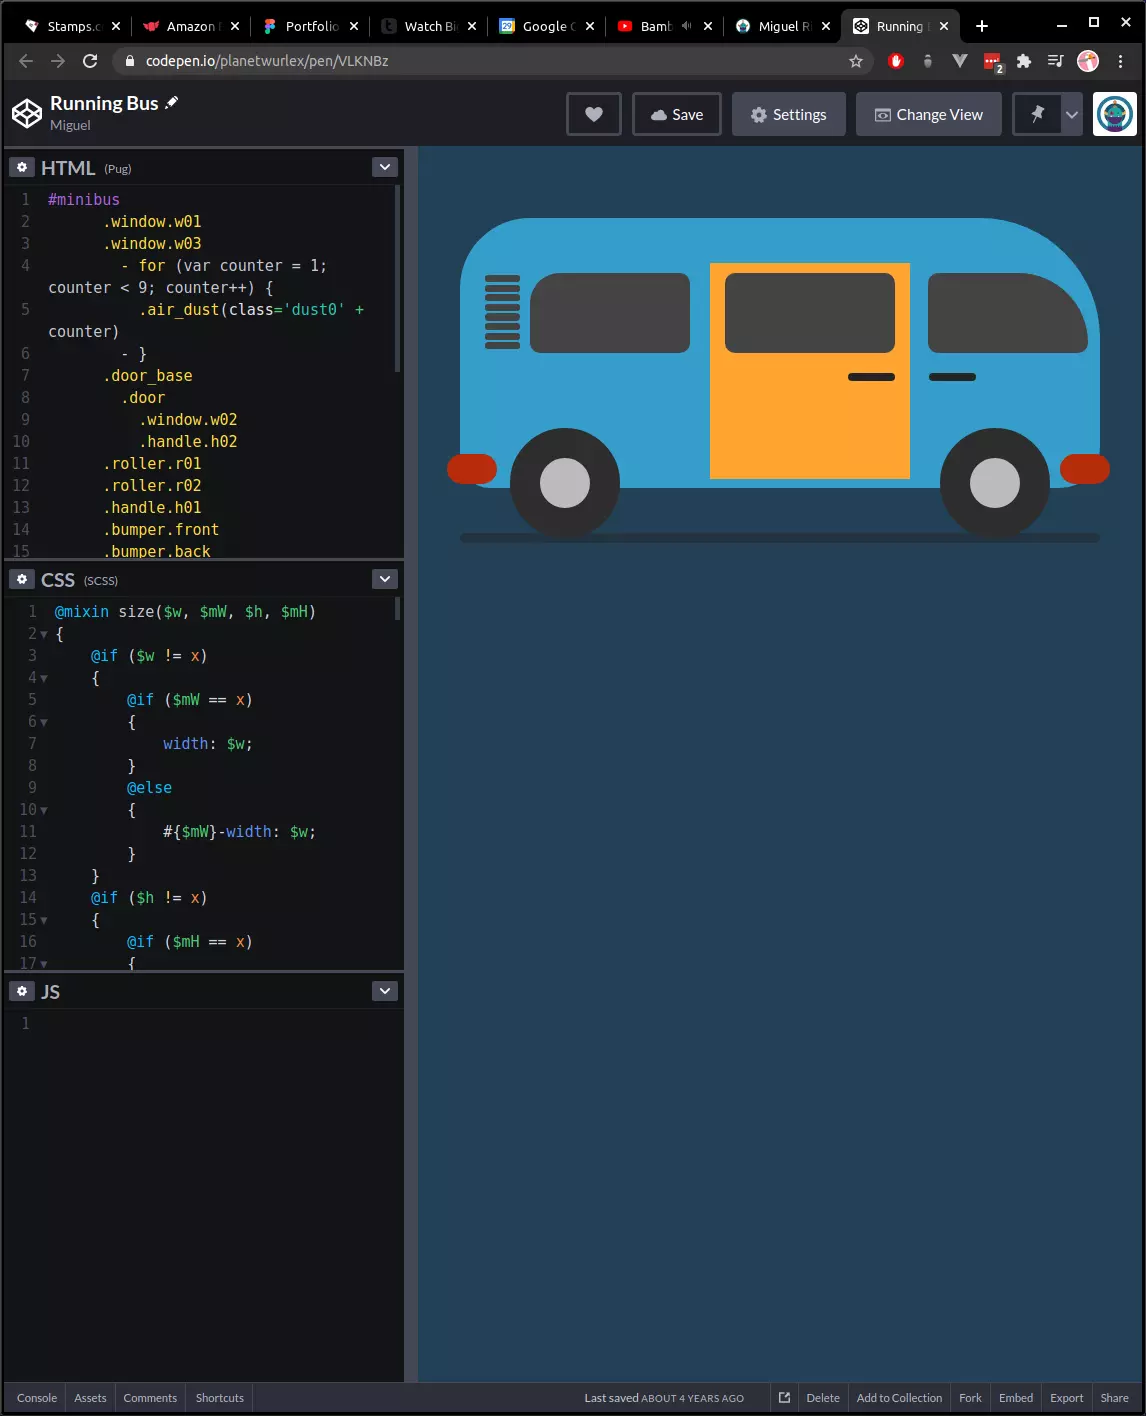 Stamps.c
Amazon
Portfolio
Watch Bi
Google C
Bamb
Miguel R
Running
codepen.io/planetwurlex/pen/VLKNBz
2
Running Bus
Miguel
Save
Settings
Change View
HTML (Pug)
1 #minibus
2 .window.w01
3 .window.w03
4 - for (var counter = 1;
counter < 9; counter++) {
5 .air_dust(class='dust0' +
counter)
6 - }
7 .door_base
8 .door
9 .window.w02
10 .handle.h02
11 .roller.r01
12 .roller.r02
13 .handle.h01
14 .bumper.front
15 .bumper.back
CSS (SCSS)
1 @mixin size($w, $mW, $h, $mH)
2 {
3 @if ($w != x)
4 {
5 @if ($mW == x)
6 {
7 width: $w;
8 }
9 @else
10 {
11 #{$mW}-width: $w;
12 }
13 }
14 @if ($h != x)
15 {
16 @if ($mH == x)
17 {
JS
1
Console Assets Comments Shortcuts Last saved ABOUT 4 YEARS AGO Delete Add to Collection Fork Embed Export Share